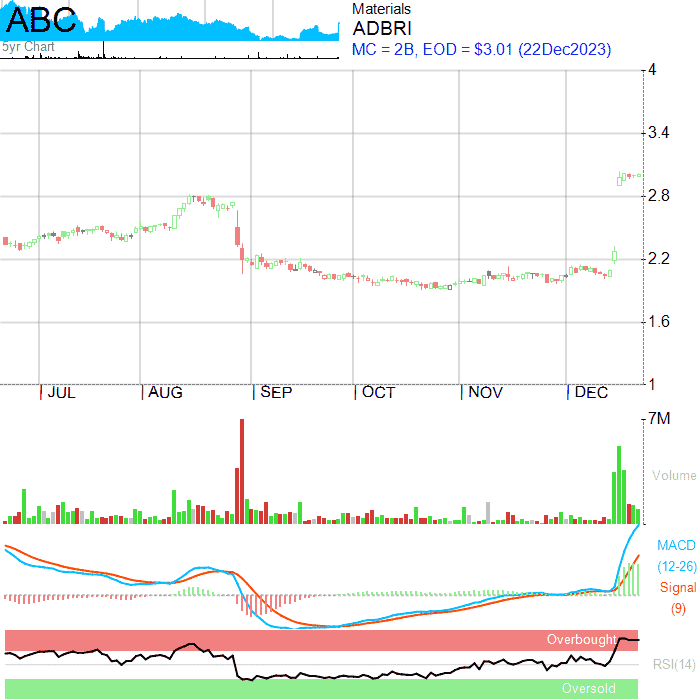 ABC
5yr Chart
Materials
ADBRI
MC = 2B, EOD = $3.01 (22Dec2023)
4
3.4
2.8
2.2
1.6
1
JUL AUG SEP OCT NOV DEC
7M
Volume
MACD
(12-26)
Signal
(9)
Overbought
RSI(14)
Oversold